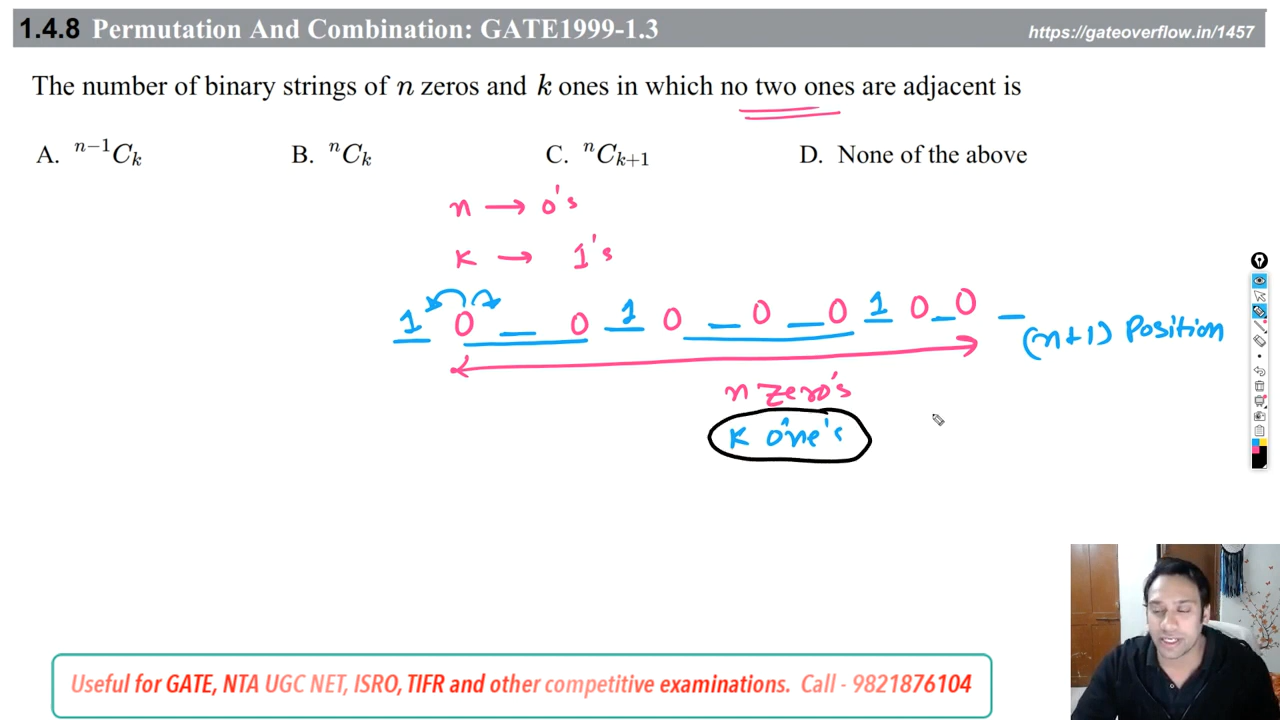 1.4.8 Permutation And Combination: GATE1999-1.3 https://gateoverflow.in/1457
The number of binary strings of n zeros and k ones in which no two ones are adjacent is
A. ⁿ⁻¹Cₖ B. ⁿCₖ C. ⁿCₖ₊₁ D. None of the above
n → 0's
K → 1's
1 0 _ 0 1 0 _ 0 _ 0 1 0 _ 0 _
(n+1) Position
n zero's
K one's
Useful for GATE, NTA UGC NET, ISRO, TIFR and other competitive examinations. Call - 9821876104